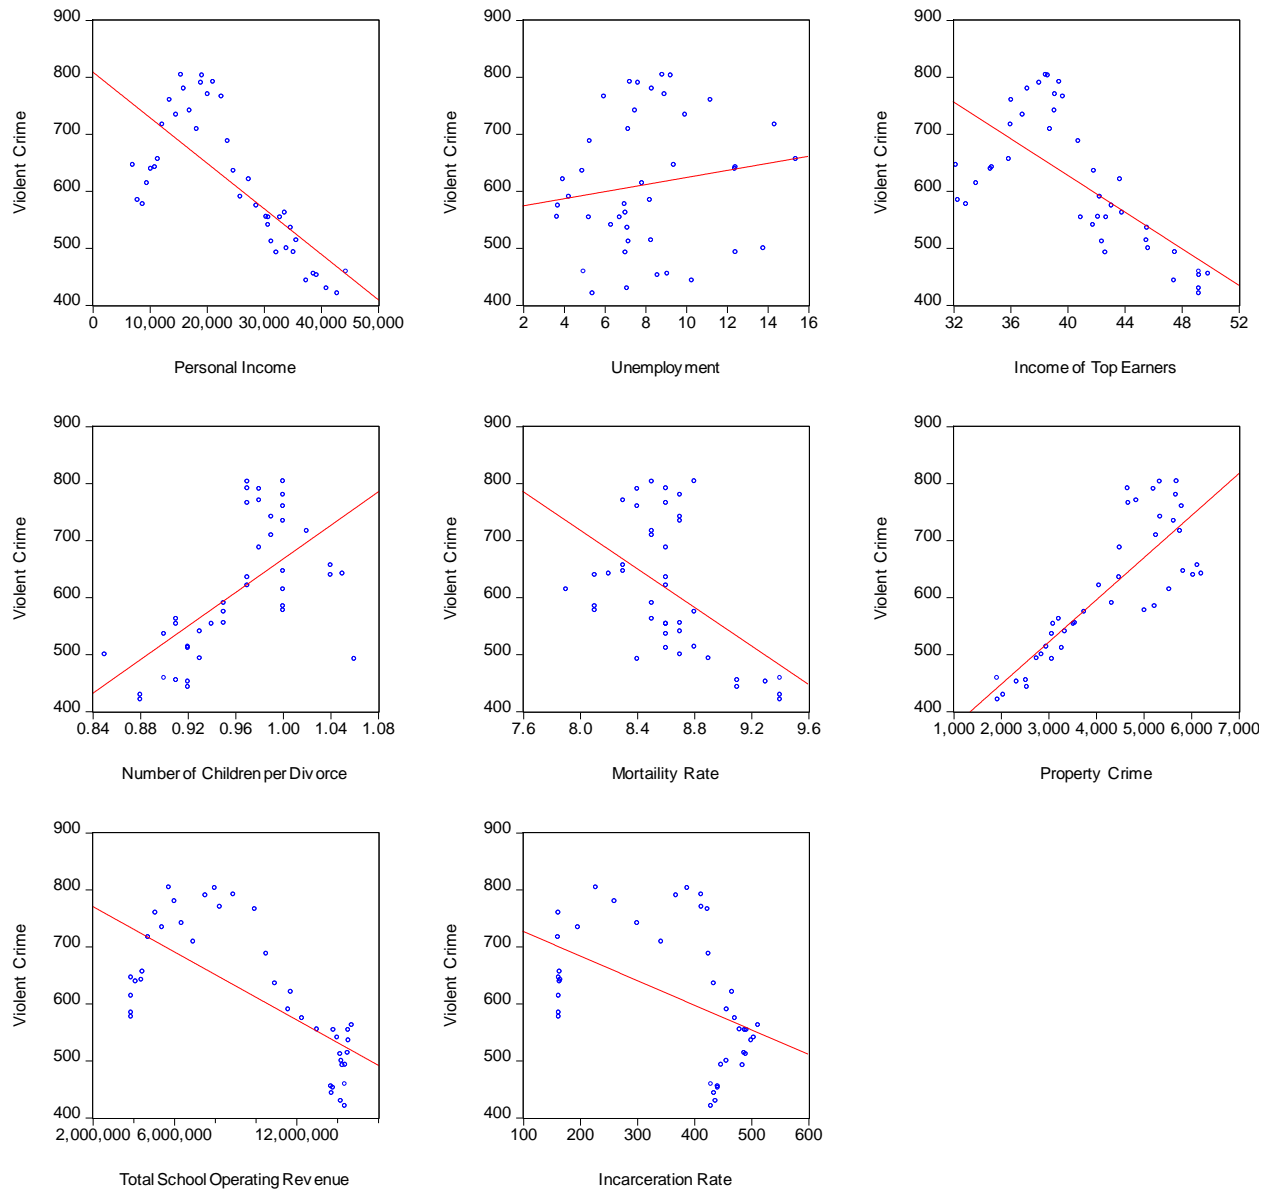 900
800
700
600
500
400
Violent Crime
0 10,000 20,000 30,000 40,000 50,000
Personal Income
900
800
700
600
500
400
Violent Crime
2 4 6 8 10 12 14 16
Unemployment
900
800
700
600
500
400
Violent Crime
32 36 40 44 48 52
Income of Top Earners
900
800
700
600
500
400
Violent Crime
0.84 0.88 0.92 0.96 1.00 1.04 1.08
Number of Children per Divorce
900
800
700
600
500
400
Violent Crime
7.6 8.0 8.4 8.8 9.2 9.6
Mortaility Rate
900
800
700
600
500
400
Violent Crime
1,000 2,000 3,000 4,000 5,000 6,000 7,000
Property Crime
900
800
700
600
500
400
Violent Crime
2,000,000 6,000,000 12,000,000
Total School Operating Revenue
900
800
700
600
500
400
Violent Crime
100 200 300 400 500 600
Incarceration Rate